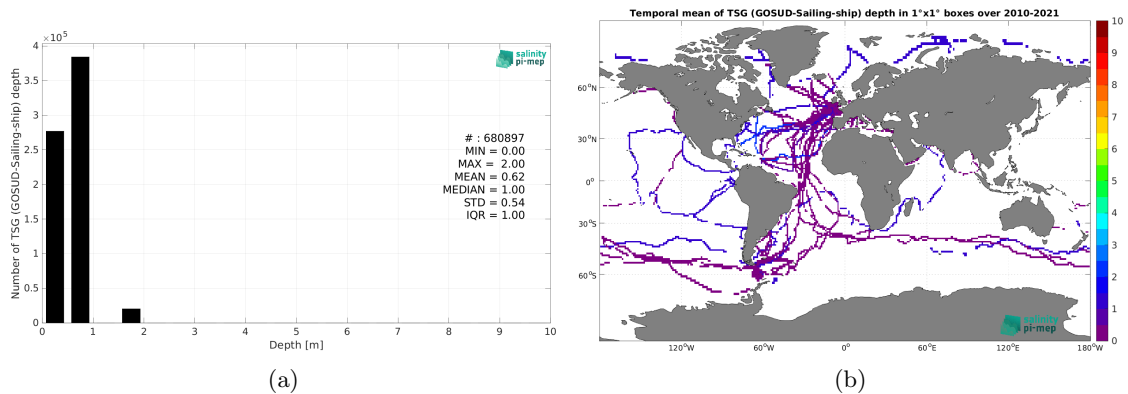 ×10⁵
4
3.5
3
2.5
2
1.5
1
0.5
0
Number of TSG (GOSUD-Sailing-ship) depth
salinity
pi-mep
# : 680897
MIN = 0.00
MAX = 2.00
MEAN = 0.62
MEDIAN = 1.00
STD = 0.54
IQR = 1.00
0 1 2 3 4 5 6 7 8 9 10
Depth [m]
(a)
Temporal mean of TSG (GOSUD-Sailing-ship) depth in 1°x1° boxes over 2010-2021
60°N
30°N
0°
30°S
60°S
120°W 60°W 0° 60°E 120°E 180°W
salinity
pi-mep
10
9
8
7
6
5
4
3
2
1
0
(b)